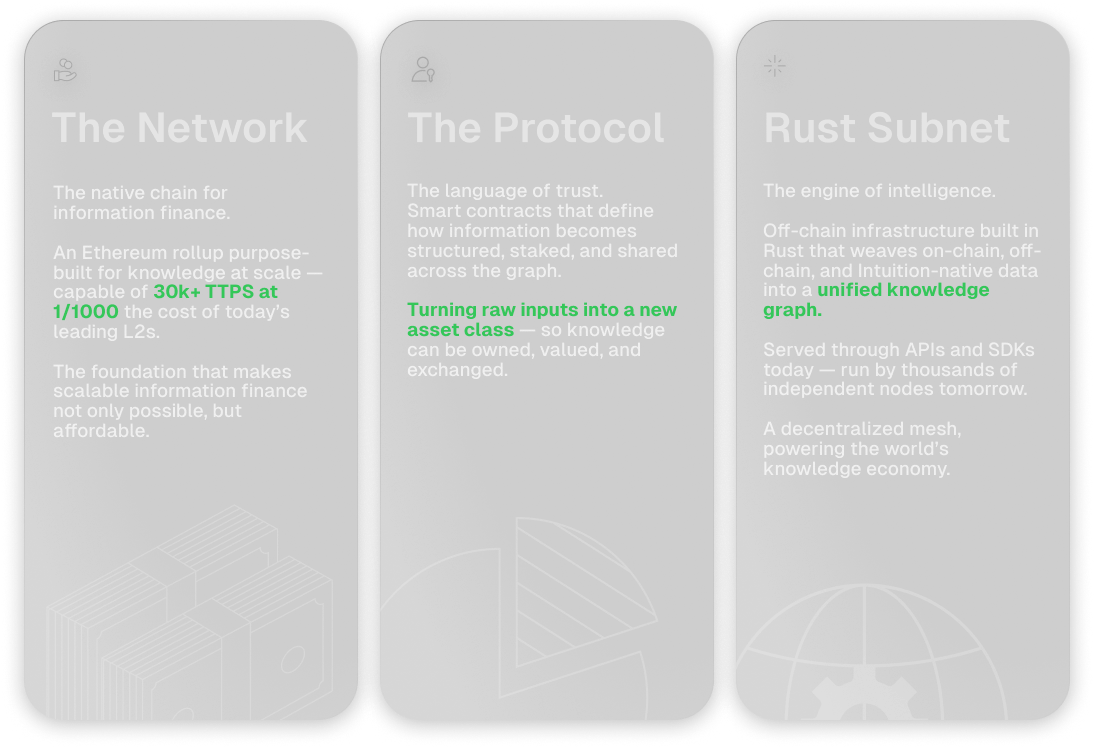 The Network
The native chain for
information finance.
An Ethereum rollup purpose-
built for knowledge at scale —
capable of 30k+ TTPS at
1/1000 the cost of today's
leading L2s.
The foundation that makes
scalable information finance
not only possible, but
affordable.
The Protocol
The language of trust.
Smart contracts that define
how information becomes
structured, staked, and shared
across the graph.
Turning raw inputs into a new
asset class — so knowledge
can be owned, valued, and
exchanged.
Rust Subnet
The engine of intelligence.
Off-chain infrastructure built in
Rust that weaves on-chain, off-
chain, and Intuition-native data
into a unified knowledge
graph.
Served through APIs and SDKs
today — run by thousands of
independent nodes tomorrow.
A decentralized mesh,
powering the world's
knowledge economy.